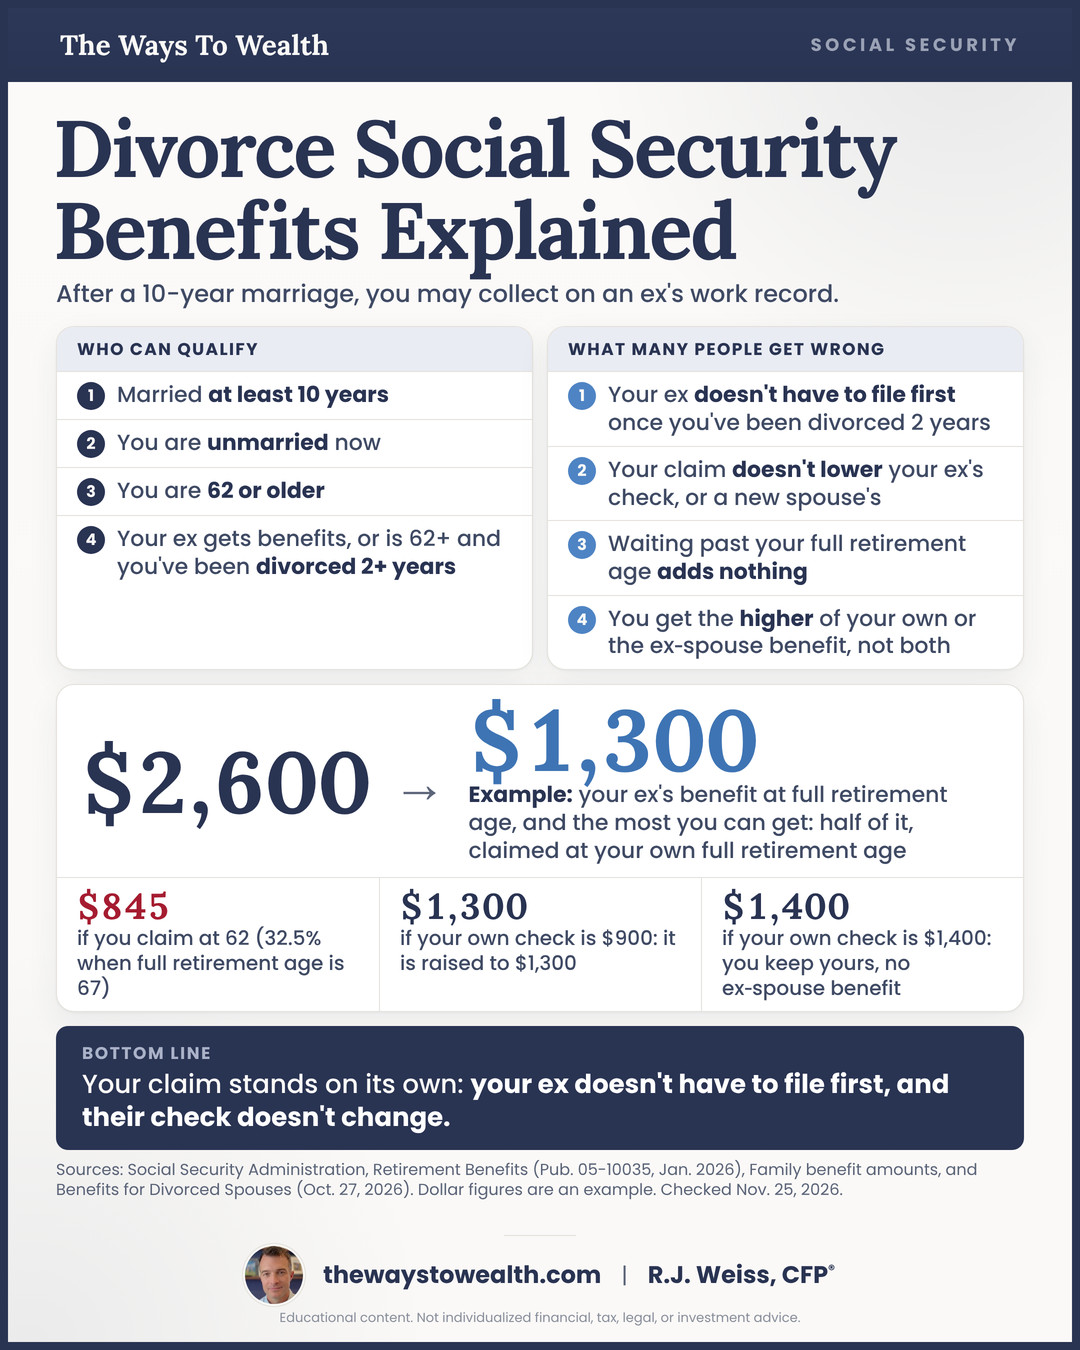 The Ways To Wealth
SOCIAL SECURITY
Divorce Social Security
Benefits Explained
After a 10-year marriage, you may collect on an ex's work record.
WHO CAN QUALIFY
1 Married at least 10 years
2 You are unmarried now
3 You are 62 or older
4 Your ex gets benefits, or is 62+ and
you've been divorced 2+ years
WHAT MANY PEOPLE GET WRONG
1 Your ex doesn't have to file first
once you've been divorced 2 years
2 Your claim doesn't lower your ex's
check, or a new spouse's
3 Waiting past your full retirement
age adds nothing
4 You get the higher of your own or
the ex-spouse benefit, not both
$2,600 → $1,300
Example: your ex's benefit at full retirement
age, and the most you can get: half of it,
claimed at your own full retirement age
$845
if you claim at 62 (32.5%
when full retirement age is
67)
$1,300
if your own check is $900: it
is raised to $1,300
$1,400
if your own check is $1,400:
you keep yours, no
ex-spouse benefit
BOTTOM LINE
Your claim stands on its own: your ex doesn't have to file first, and
their check doesn't change.
Sources: Social Security Administration, Retirement Benefits (Pub. 05-10035, Jan. 2026), Family benefit amounts, and
Benefits for Divorced Spouses (Oct. 27, 2026). Dollar figures are an example. Checked Nov. 25, 2026.
thewaystowealth.com | R.J. Weiss, CFP®
Educational content. Not individualized financial, tax, legal, or investment advice.